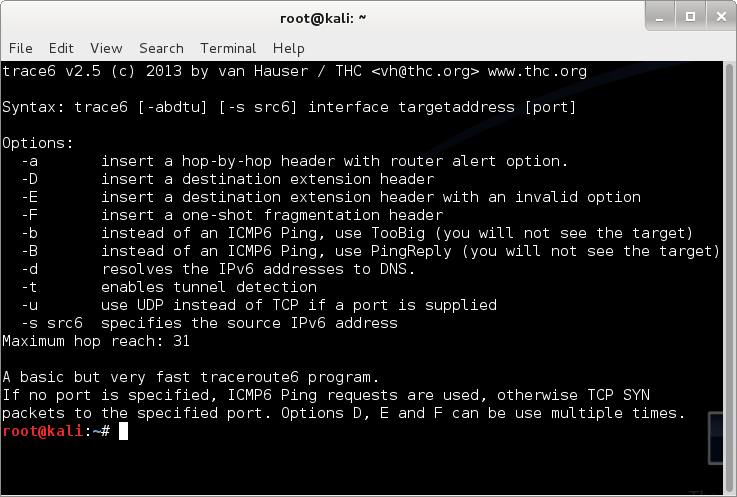 root@kali: ~
File Edit View Search Terminal Help
trace6 v2.5 (c) 2013 by van Hauser / THC <vh@thc.org> www.thc.org
Syntax: trace6 [-abdtu] [-s src6] interface targetaddress [port]
Options:
-a insert a hop-by-hop header with router alert option.
-D insert a destination extension header
-E insert a destination extension header with an invalid option
-F insert a one-shot fragmentation header
-b instead of an ICMP6 Ping, use TooBig (you will not see the target)
-B instead of an ICMP6 Ping, use PingReply (you will not see the target)
-d resolves the IPv6 addresses to DNS.
-t enables tunnel detection
-u use UDP instead of TCP if a port is supplied
-s src6 specifies the source IPv6 address
Maximum hop reach: 31
A basic but very fast traceroute6 program.
If no port is specified, ICMP6 Ping requests are used, otherwise TCP SYN
packets to the specified port. Options D, E and F can be use multiple times.
root@kali:~#